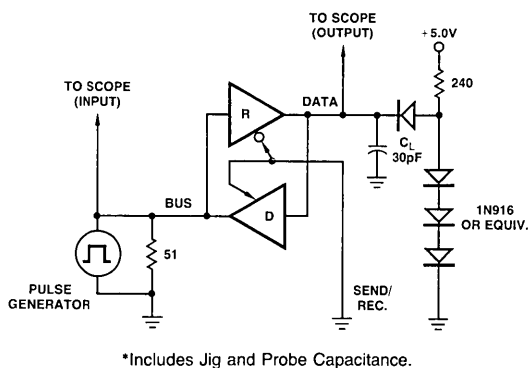 TO SCOPE
(OUTPUT)
+5.0V
TO SCOPE
(INPUT)
240
R
DATA
CL
30pF
BUS
D
1N916
OR EQUIV.
51
PULSE
GENERATOR
SEND/
REC.
*Includes Jig and Probe Capacitance.